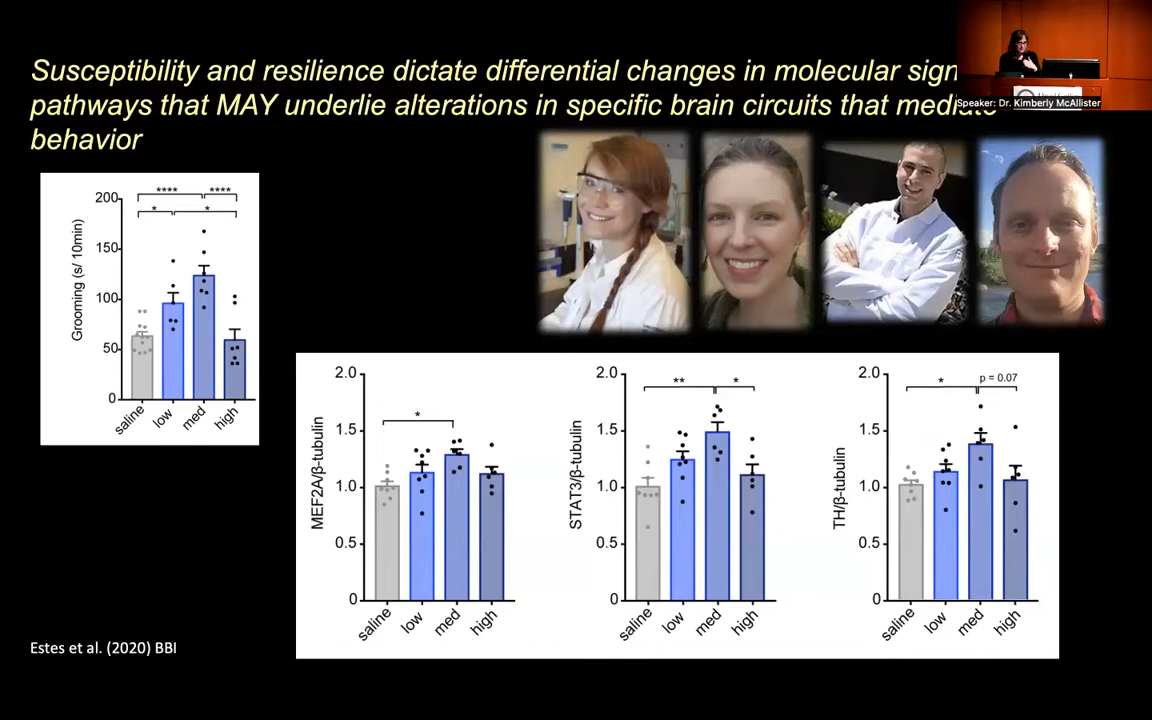 Susceptibility and resilience dictate differential changes in molecular sign
pathways that MAY underlie alterations in specific brain circuits that mediate
behavior
Speaker: Dr. Kimberly McAllister
Grooming (s/ 10min)
200
150
100
50
0
****
****
*
*
saline
low
med
high
MEF2A/β-tubulin
2.0
1.5
1.0
0.5
0
*
saline
low
med
high
STAT3/β-tubulin
2.0
1.5
1.0
0.5
0
**
*
saline
low
med
high
TH/β-tubulin
2.0
1.5
1.0
0.5
0
*
p = 0.07
saline
low
med
high
Estes et al. (2020) BBI